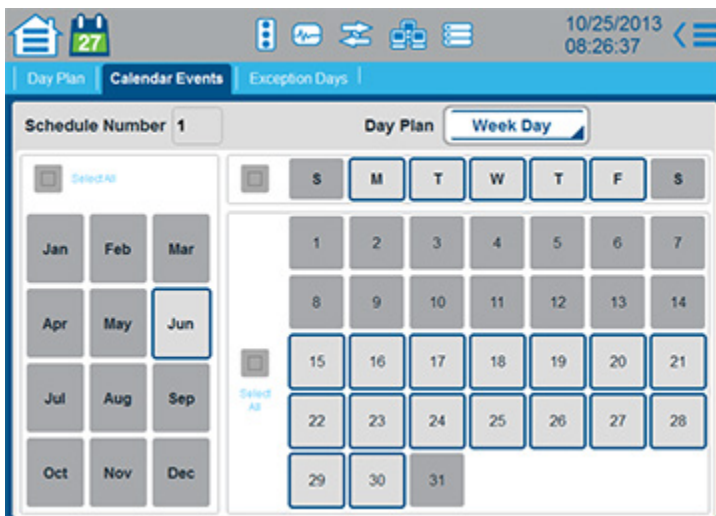 27
10/25/2013
08:26:37
Day Plan
Calendar Events
Exception Days
Schedule Number 1
Day Plan Week Day
Select All
S M T W T F S
Jan Feb Mar
Apr May Jun
Jul Aug Sep
Oct Nov Dec
Select
All
1 2 3 4 5 6 7
8 9 10 11 12 13 14
15 16 17 18 19 20 21
22 23 24 25 26 27 28
29 30 31